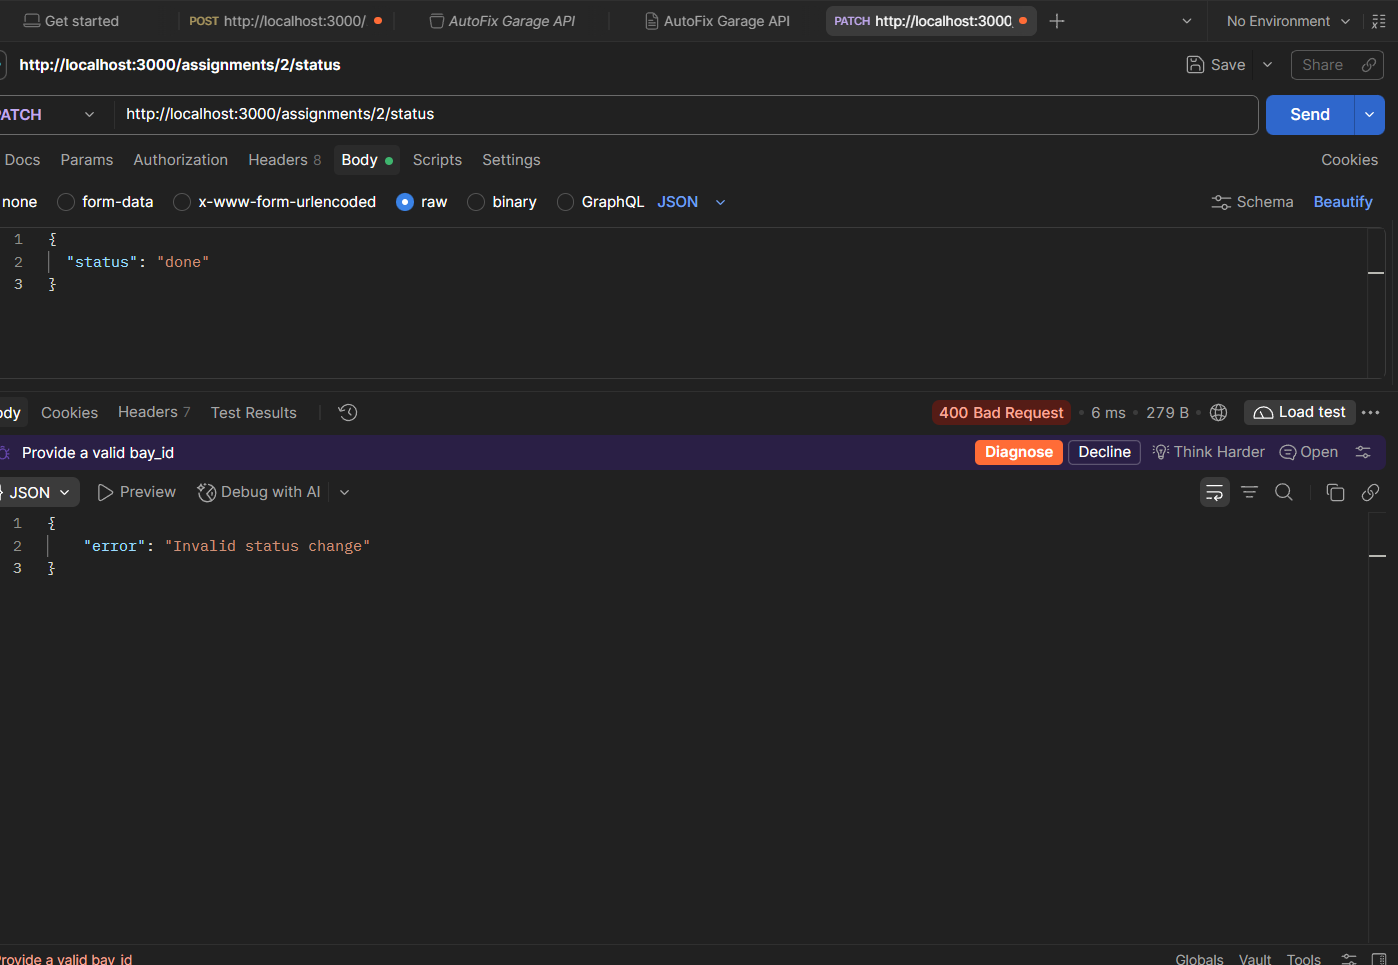 Get started POST http://localhost:3000/ AutoFix Garage API AutoFix Garage API PATCH http://localhost:3000, No Environment
http://localhost:3000/assignments/2/status Save Share
PATCH http://localhost:3000/assignments/2/status Send
Docs Params Authorization Headers 8 Body Scripts Settings Cookies
none form-data x-www-form-urlencoded raw binary GraphQL JSON Schema Beautify
1 {
2 "status": "done"
3 }
Body Cookies Headers 7 Test Results 400 Bad Request • 6 ms • 279 B • Load test
Provide a valid bay_id Diagnose Decline Think Harder Open
JSON Preview Debug with AI
1 {
2 "error": "Invalid status change"
3 }
Provide a valid bay_id Globals Vault Tools